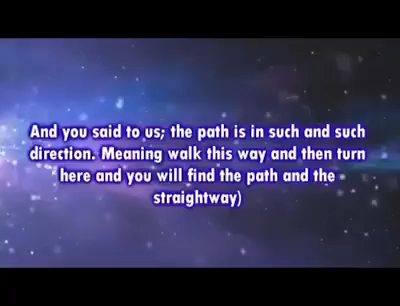 And you said to us; the path is in such and such
direction. Meaning walk this way and then turn
here and you will find the path and the
straightway)